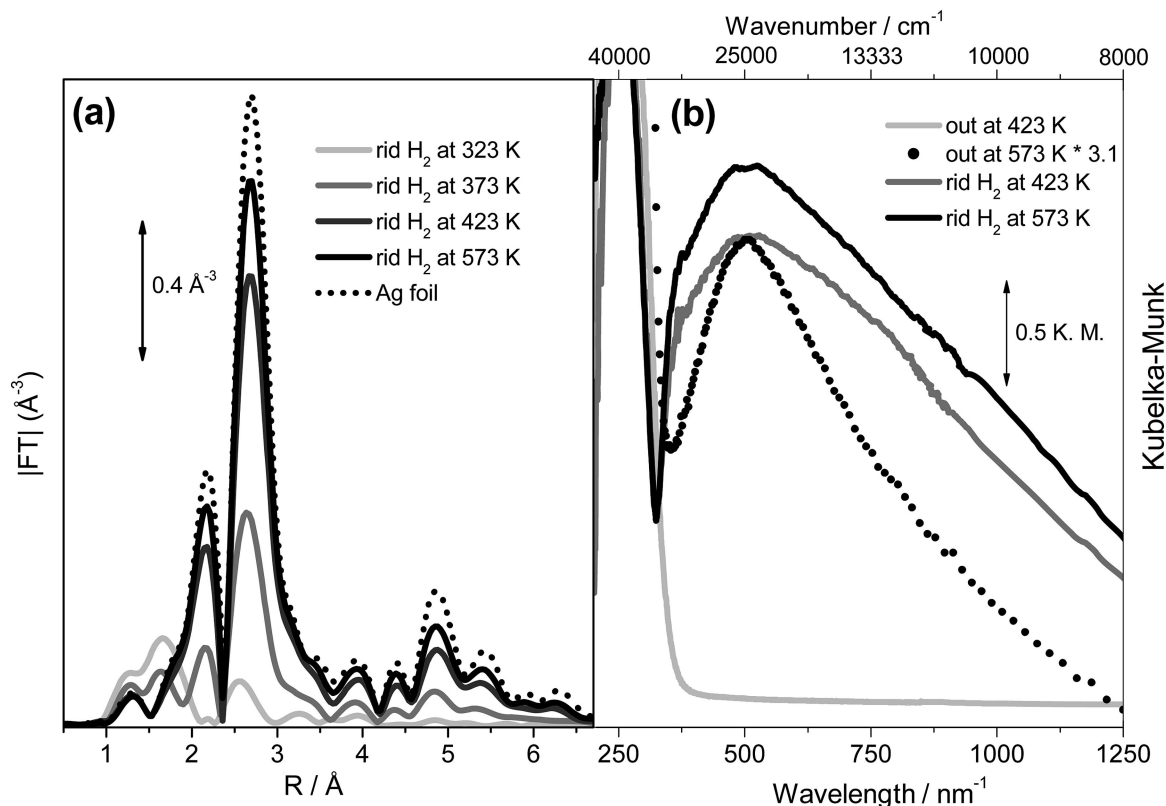 (a)
rid H₂ at 323 K
rid H₂ at 373 K
rid H₂ at 423 K
rid H₂ at 573 K
Ag foil
0.4 Å⁻³
|FT| (Å⁻³)
1 2 3 4 5 6
R / Å
Wavenumber / cm⁻¹
40000 25000 13333 10000 8000
(b)
out at 423 K
out at 573 K * 3.1
rid H₂ at 423 K
rid H₂ at 573 K
0.5 K. M.
Kubelka-Munk
250 500 750 1000 1250
Wavelength / nm⁻¹